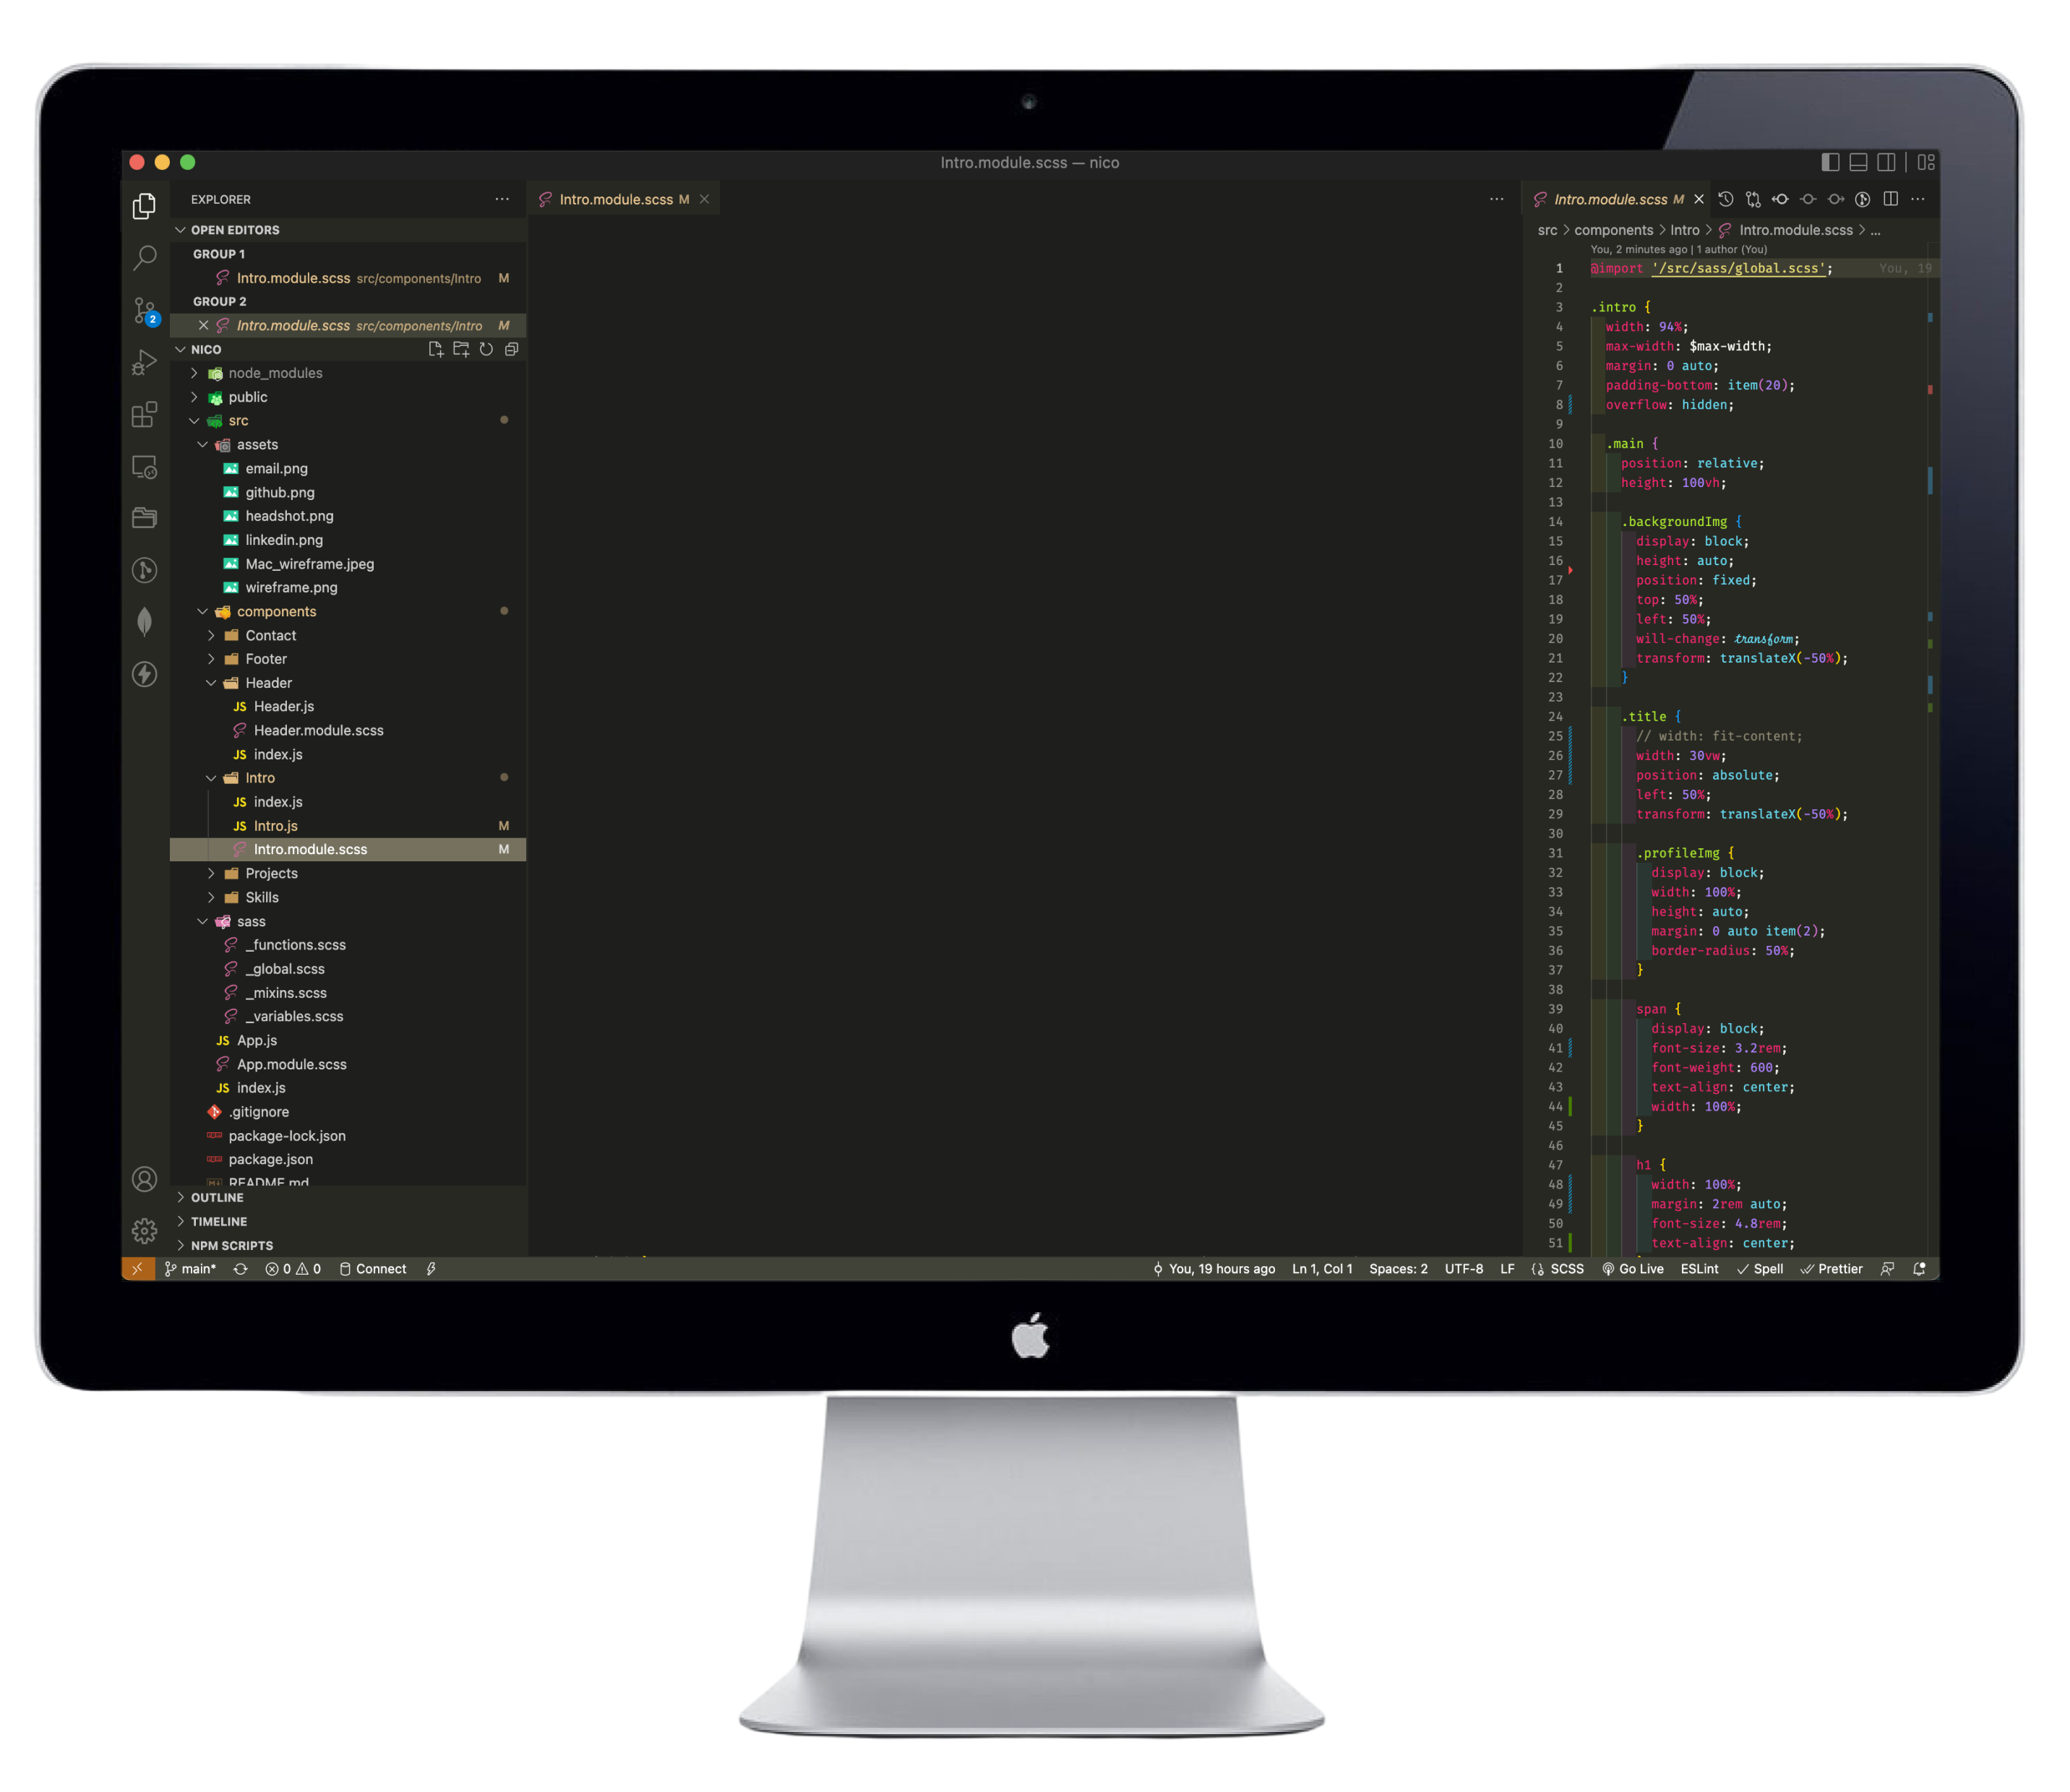 Intro.module.scss — nico
EXPLORER
OPEN EDITORS
GROUP 1
Intro.module.scss src/components/Intro M
GROUP 2
Intro.module.scss src/components/Intro M
NICO
node_modules
public
src
assets
email.png
github.png
headshot.png
linkedin.png
Mac_wireframe.jpeg
wireframe.png
components
Contact
Footer
Header
JS Header.js
Header.module.scss
JS index.js
Intro
JS index.js
JS Intro.js M
Intro.module.scss M
Projects
Skills
sass
_functions.scss
_global.scss
_mixins.scss
_variables.scss
JS App.js
App.module.scss
JS index.js
.gitignore
package-lock.json
package.json
README.md
OUTLINE
TIMELINE
NPM SCRIPTS
2
Intro.module.scss M
Intro.module.scss M
src > components > Intro > Intro.module.scss > ...
You, 2 minutes ago | 1 author (You)
1 @import '/src/sass/global.scss'; You, 19
2
3 .intro {
4 width: 94%;
5 max-width: $max-width;
6 margin: 0 auto;
7 padding-bottom: item(20);
8 overflow: hidden;
9
10 .main {
11 position: relative;
12 height: 100vh;
13
14 .backgroundImg {
15 display: block;
16 height: auto;
17 position: fixed;
18 top: 50%;
19 left: 50%;
20 will-change: transform;
21 transform: translateX(-50%);
22 }
23
24 .title {
25 // width: fit-content;
26 width: 30vw;
27 position: absolute;
28 left: 50%;
29 transform: translateX(-50%);
30
31 .profileImg {
32 display: block;
33 width: 100%;
34 height: auto;
35 margin: 0 auto item(2);
36 border-radius: 50%;
37 }
38
39 span {
40 display: block;
41 font-size: 3.2rem;
42 font-weight: 600;
43 text-align: center;
44 width: 100%;
45 }
46
47 h1 {
48 width: 100%;
49 margin: 2rem auto;
50 font-size: 4.8rem;
51 text-align: center;
main* 0 0 Connect You, 19 hours ago Ln 1, Col 1 Spaces: 2 UTF-8 LF SCSS Go Live ESLint Spell Prettier